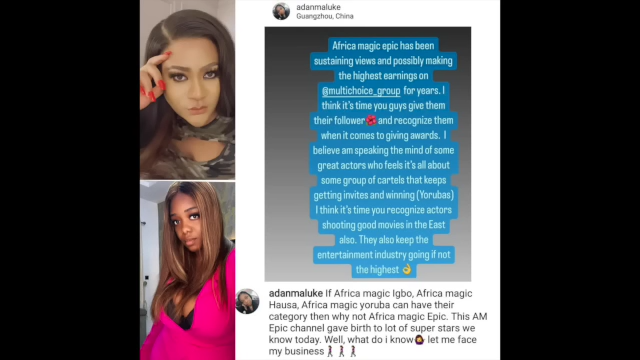 adanmaluke
Guangzhou, China
Africa magic epic has been
sustaining views and possibly making
the highest earnings on
@multichoice_group for years. I
think it's time you guys give them
their follower🌺and recognize them
when it comes to giving awards. I
believe am speaking the mind of some
great actors who feels it's all about
some group of cartels that keeps
getting invites and winning (Yorubas)
I think it's time you recognize actors
shooting good movies in the East
also. They also keep the
entertainment industry going if not
the highest 👌
adanmaluke If Africa magic Igbo, Africa magic
Hausa, Africa magic yoruba can have their
category then why not Africa magic Epic. This AM
Epic channel gave birth to lot of super stars we
know today. Well, what do i know🤷‍♀️ let me face
my business🚶‍♀️🚶‍♀️🚶‍♀️